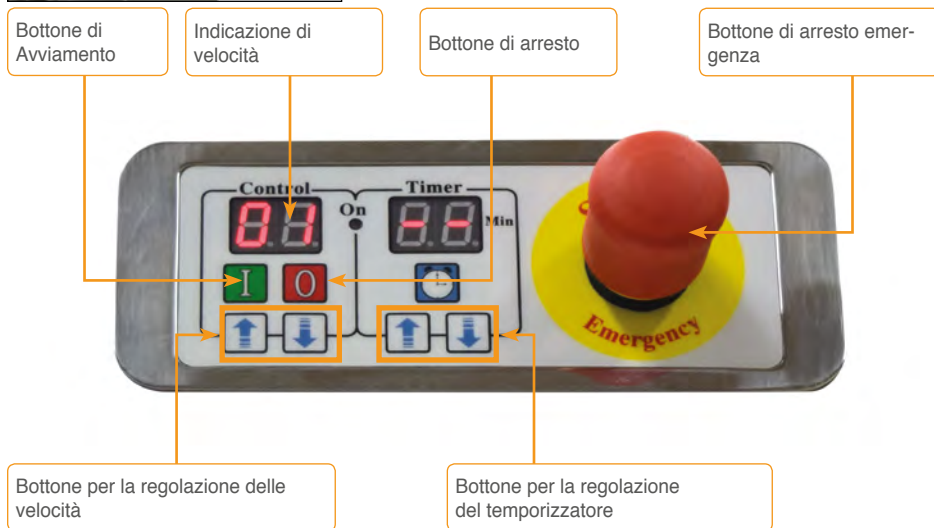 Bottone di
Avviamento
Indicazione di
velocità
Bottone di arresto
Bottone di arresto emer-
genza
Control
Timer
On
01
--
Min
I
O
Emergency
Bottone per la regolazione delle
velocità
Bottone per la regolazione
del temporizzatore